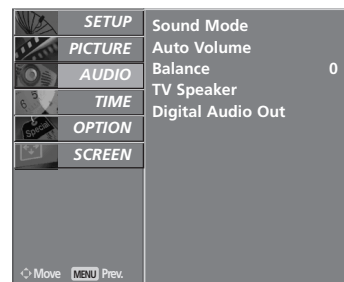 SETUP
PICTURE
AUDIO
TIME
OPTION
SCREEN
Sound Mode
Auto Volume
Balance 0
TV Speaker
Digital Audio Out
Move MENU Prev.